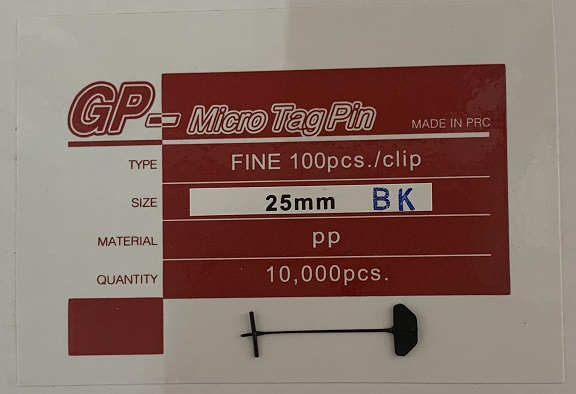 GP- Micro Tag Pin MADE IN PRC
TYPE FINE 100pcs./clip
SIZE 25mm BK
MATERIAL pp
QUANTITY 10,000pcs.